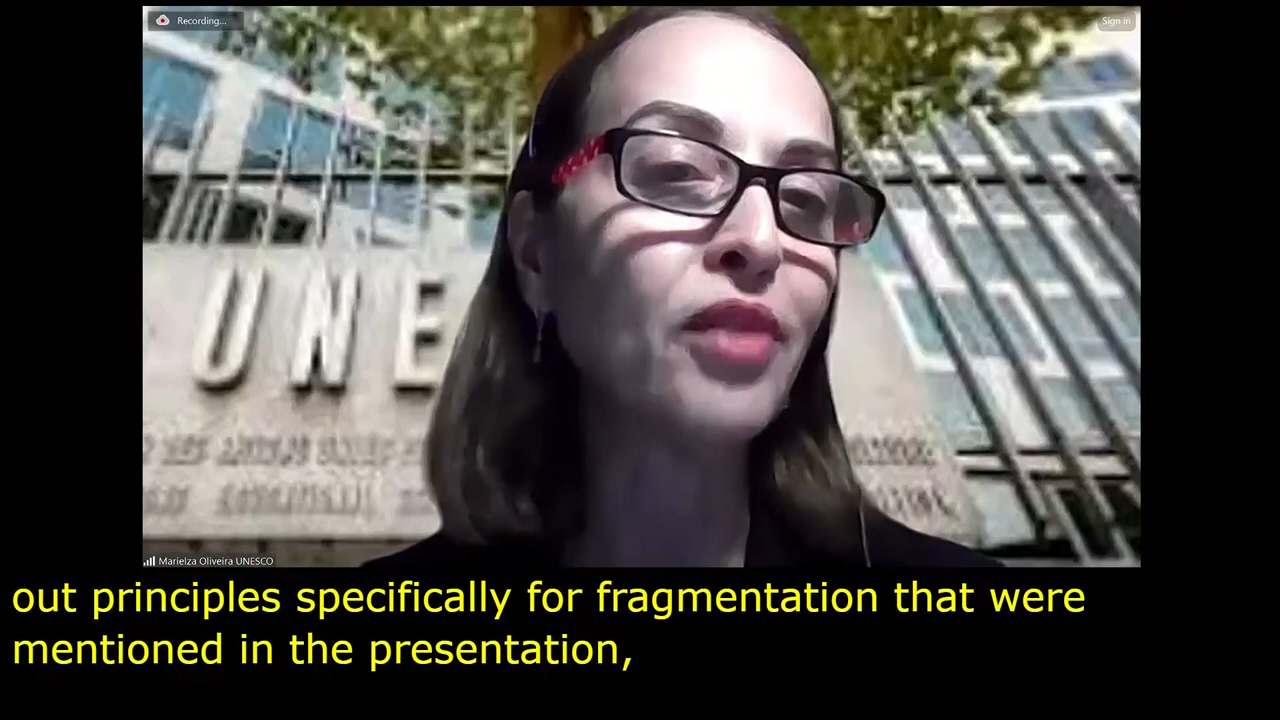 Recording...
Sign in
UNE
Marielza Oliveira UNESCO
out principles specifically for fragmentation that were
mentioned in the presentation,